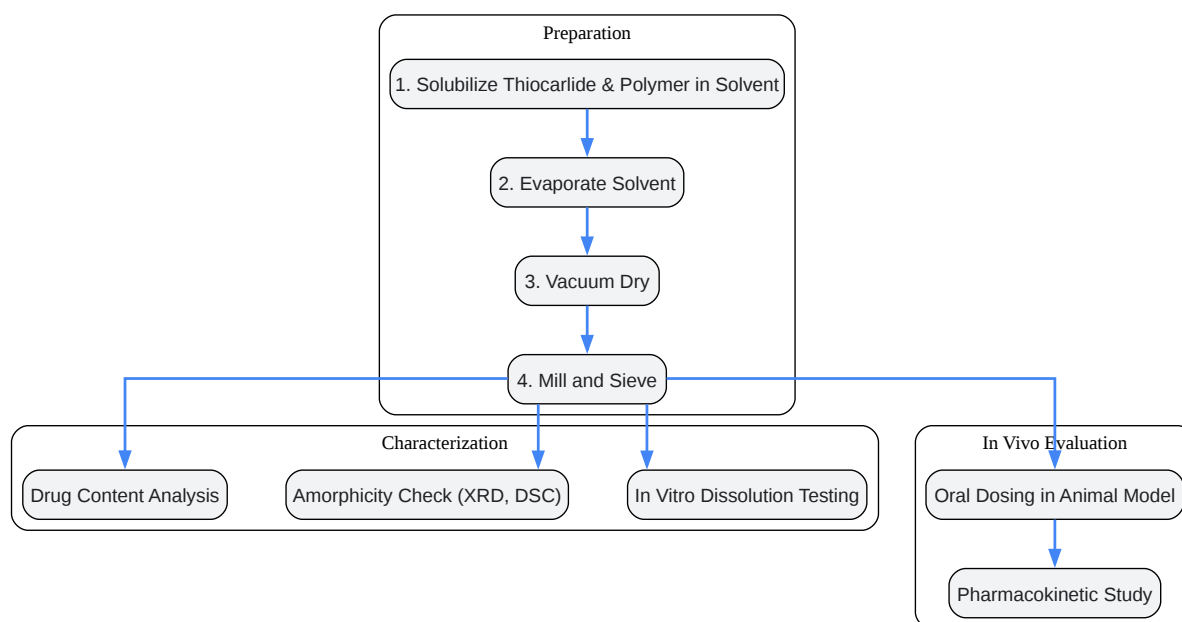 Preparation
1. Solubilize Thiocarlide & Polymer in Solvent
2. Evaporate Solvent
3. Vacuum Dry
4. Mill and Sieve
Characterization
Drug Content Analysis
Amorphicity Check (XRD, DSC)
In Vitro Dissolution Testing
In Vivo Evaluation
Oral Dosing in Animal Model
Pharmacokinetic Study